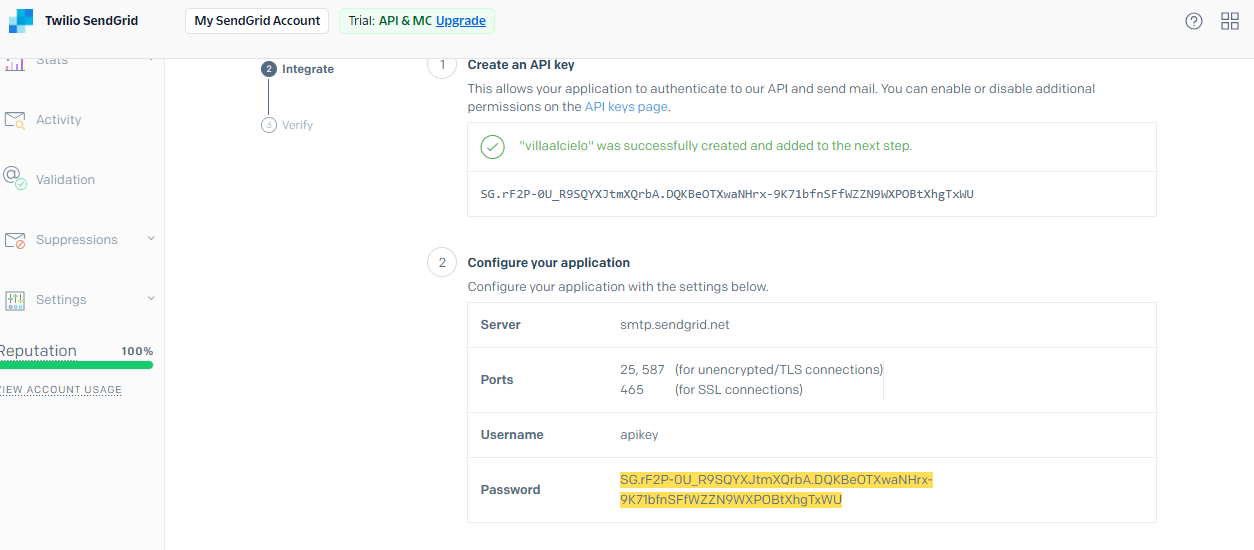 Twilio SendGrid
My SendGrid Account
Trial: API & MC Upgrade
Stats
Activity
Validation
Suppressions
Settings
Reputation 100%
VIEW ACCOUNT USAGE
2 Integrate
3 Verify
1 Create an API key
This allows your application to authenticate to our API and send mail. You can enable or disable additional
permissions on the API keys page.
"villaalcielo" was successfully created and added to the next step.
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
2 Configure your application
Configure your application with the settings below.
Server smtp.sendgrid.net
Ports
25, 587 (for unencrypted/TLS connections)
465 (for SSL connections)
Username apikey
Password
SG.rF2P-0U_R9SQYXJtmXQrbA.DQKBeOTXwaNHrx-
9K71bfnSFfWZZN9WXPOBtXhgTxWU